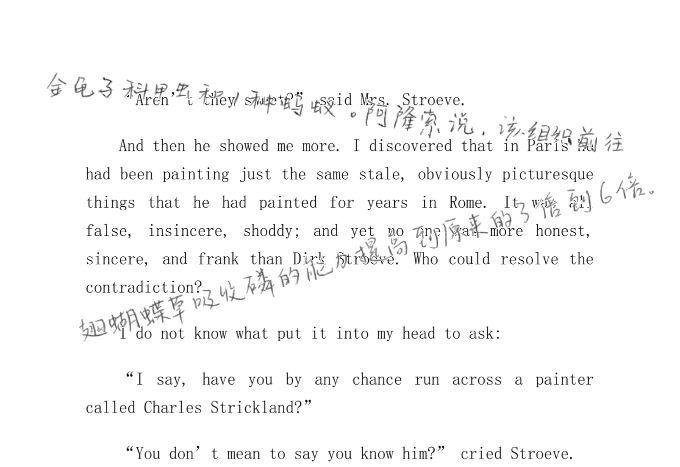 “Aren’t they sweet?” said Mrs. Stroeve.
金龟子科甲虫和1种蚂蚁。阿隆索说，该组织前往
And then he showed me more. I discovered that in Paris he
had been painting just the same stale, obviously picturesque
things that he had painted for years in Rome. It was all
false, insincere, shoddy; and yet no one was more honest,
sincere, and frank than Dirk Stroeve. Who could resolve the
contradiction?
翅蝴蝶草吸收磷的能力提高到原来的3倍到6倍。
I do not know what put it into my head to ask:
“I say, have you by any chance run across a painter
called Charles Strickland?”
“You don’t mean to say you know him?” cried Stroeve.